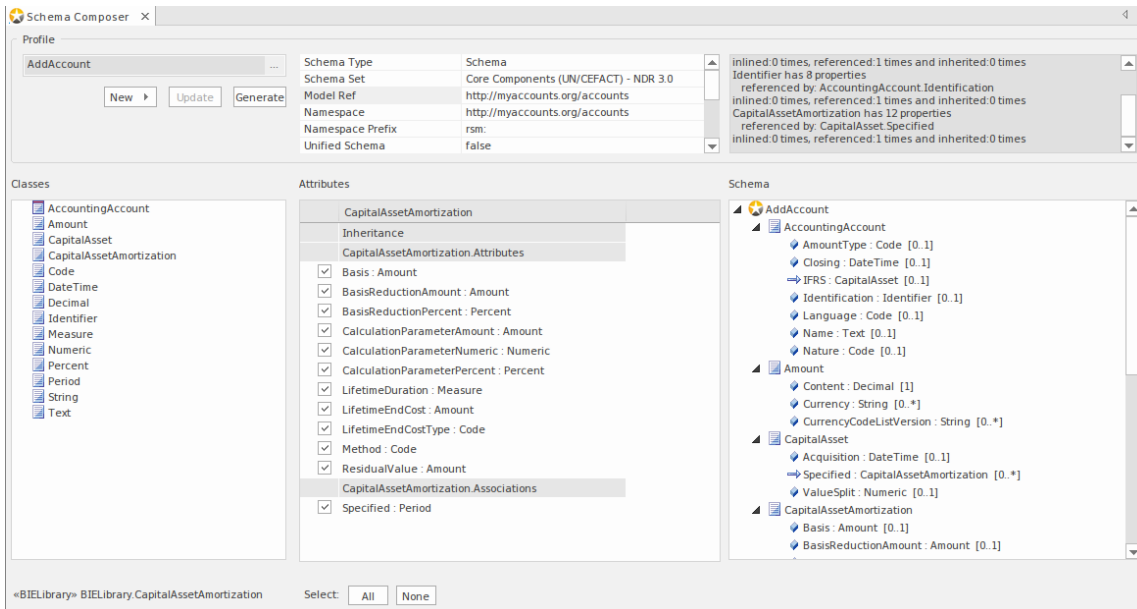 Schema Composer
Profile
AddAccount ...
New Update Generate
Schema Type Schema
Schema Set Core Components (UN/CEFACT) - NDR 3.0
Model Ref http://myaccounts.org/accounts
Namespace http://myaccounts.org/accounts
Namespace Prefix rsm:
Unified Schema false
inlined:0 times, referenced:1 times and inherited:0 times
Identifier has 8 properties
referenced by: AccountingAccount.Identification
inlined:0 times, referenced:1 times and inherited:0 times
CapitalAssetAmortization has 12 properties
referenced by: CapitalAsset.Specified
inlined:0 times, referenced:1 times and inherited:0 times
Classes
AccountingAccount
Amount
CapitalAsset
CapitalAssetAmortization
Code
DateTime
Decimal
Identifier
Measure
Numeric
Percent
Period
String
Text
Attributes
CapitalAssetAmortization
Inheritance
CapitalAssetAmortization.Attributes
Basis : Amount
BasisReductionAmount : Amount
BasisReductionPercent : Percent
CalculationParameterAmount : Amount
CalculationParameterNumeric : Numeric
CalculationParameterPercent : Percent
LifetimeDuration : Measure
LifetimeEndCost : Amount
LifetimeEndCostType : Code
Method : Code
ResidualValue : Amount
CapitalAssetAmortization.Associations
Specified : Period
Schema
AddAccount
AccountingAccount
AmountType : Code [0..1]
Closing : DateTime [0..1]
IFRS : CapitalAsset [0..1]
Identification : Identifier [0..1]
Language : Code [0..1]
Name : Text [0..1]
Nature : Code [0..1]
Amount
Content : Decimal [1]
Currency : String [0..*]
CurrencyCodeListVersion : String [0..*]
CapitalAsset
Acquisition : DateTime [0..1]
Specified : CapitalAssetAmortization [0..*]
ValueSplit : Numeric [0..1]
CapitalAssetAmortization
Basis : Amount [0..1]
BasisReductionAmount : Amount [0..1]
«BIELibrary» BIELibrary.CapitalAssetAmortization
Select: All None